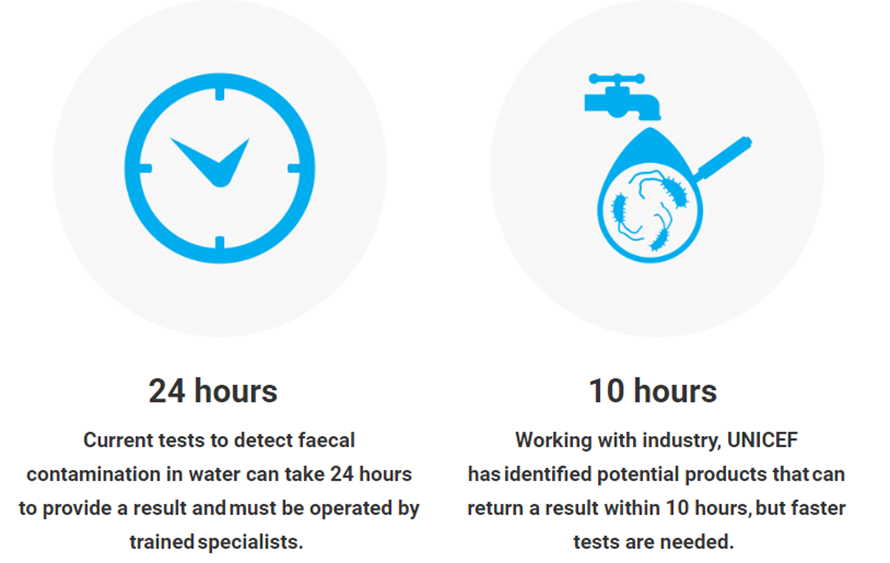 24 hours
Current tests to detect faecal
contamination in water can take 24 hours
to provide a result and must be operated by
trained specialists.
10 hours
Working with industry, UNICEF
has identified potential products that can
return a result within 10 hours, but faster
tests are needed.